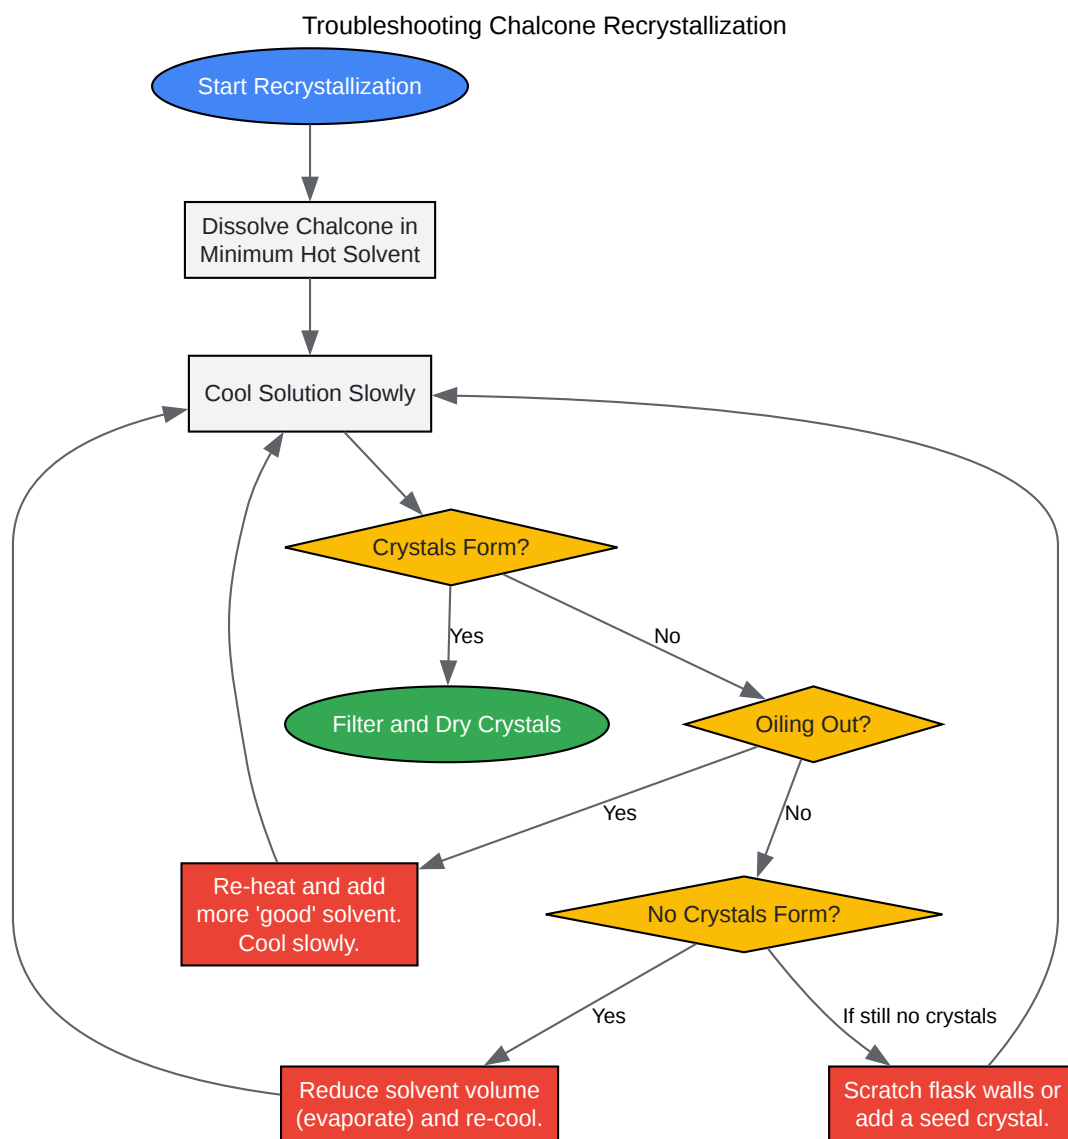 Troubleshooting Chalcone Recrystallization
Start Recrystallization
Dissolve Chalcone in
Minimum Hot Solvent
Cool Solution Slowly
Crystals Form?
Yes
No
Filter and Dry Crystals
Oiling Out?
Yes
No
Re-heat and add
more 'good' solvent.
Cool slowly.
No Crystals Form?
Yes
If still no crystals
Reduce solvent volume
(evaporate) and re-cool.
Scratch flask walls or
add a seed crystal.